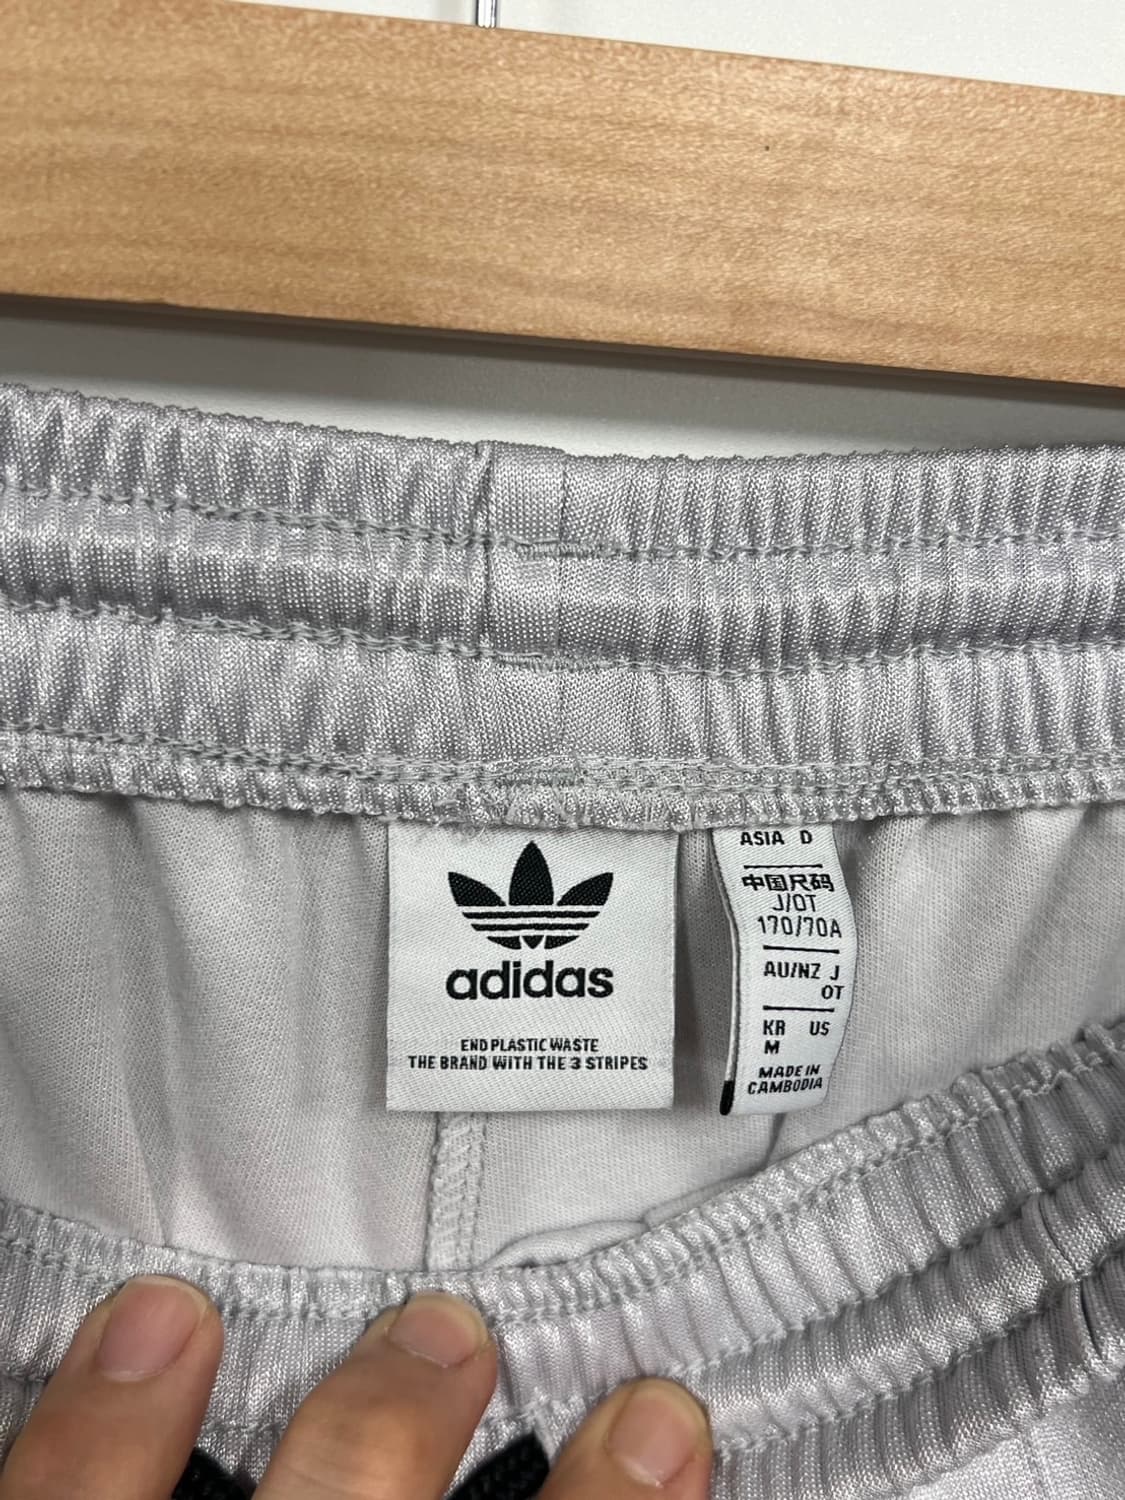 adidas
END PLASTIC WASTE
THE BRAND WITH THE 3 STRIPES
ASIA D
中国尺码
J/OT
170/70A
AU/NZ J
OT
KR US
M
MADE IN
CAMBODIA